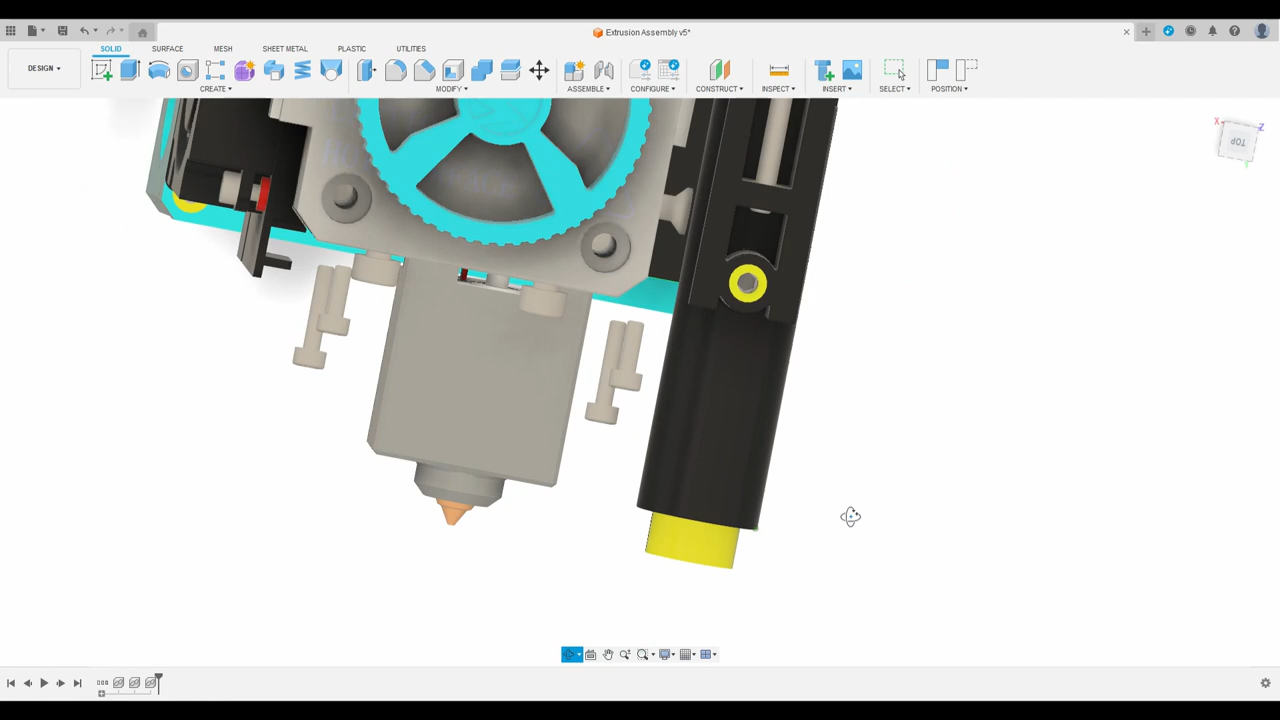 Extrusion Assembly v5*
SOLID SURFACE MESH SHEET METAL PLASTIC UTILITIES
DESIGN
CREATE MODIFY ASSEMBLE CONFIGURE CONSTRUCT INSPECT INSERT SELECT POSITION
X Z
TOP
Y